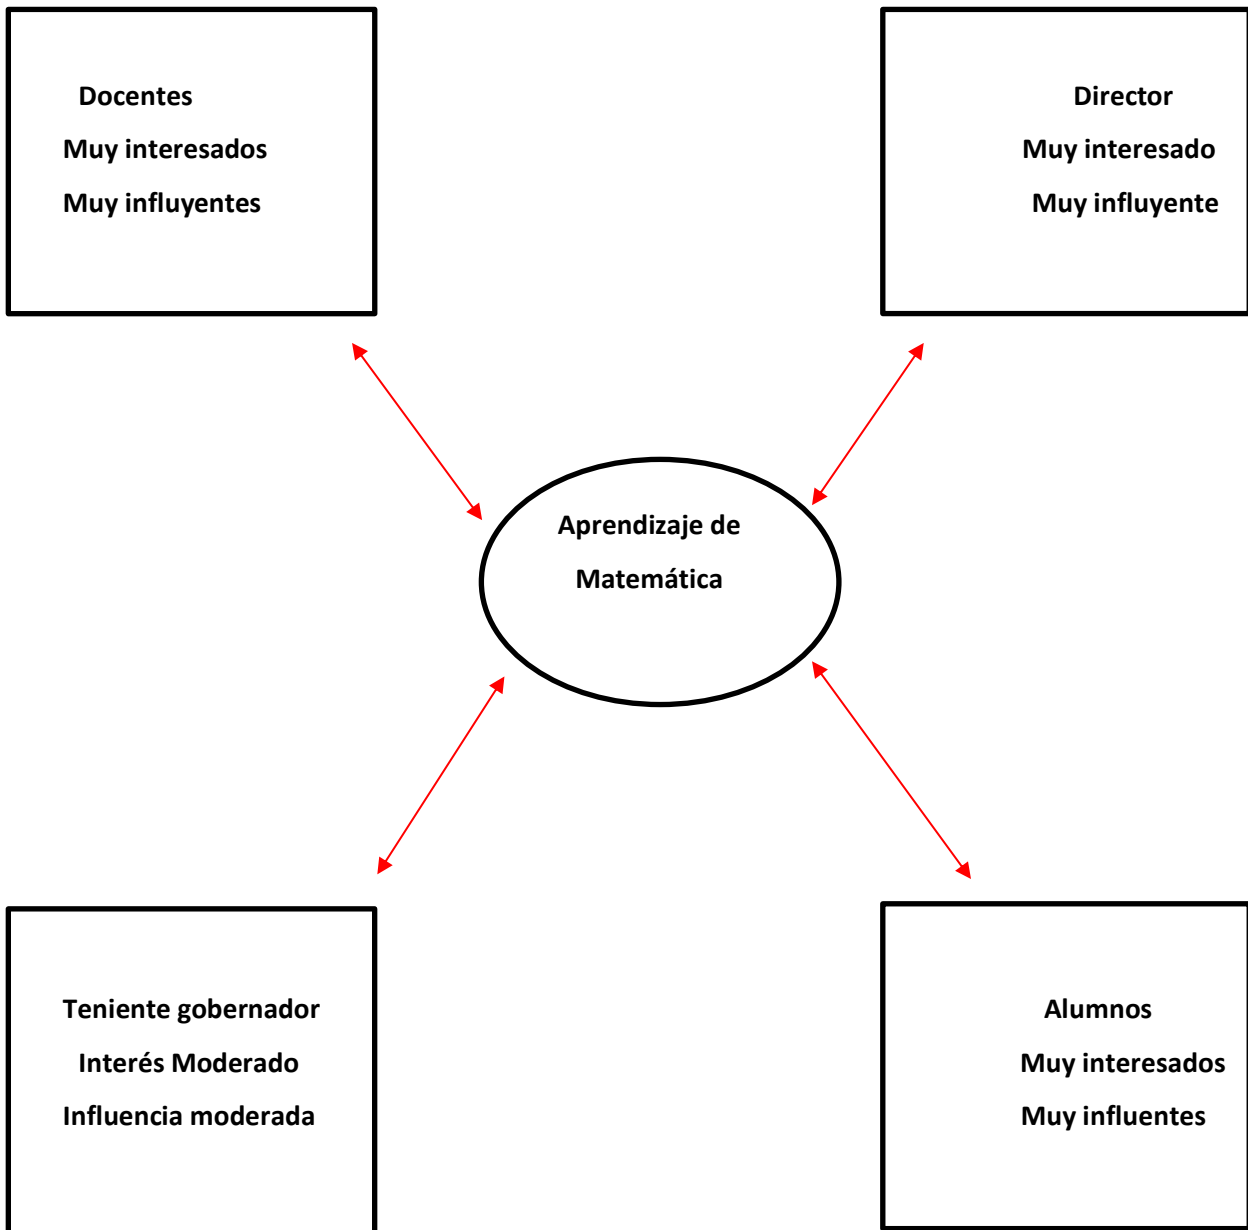 Docentes
Muy interesados
Muy influyentes
Director
Muy interesado
Muy influyente
Aprendizaje de
Matemática
Teniente gobernador
Interés Moderado
Influencia moderada
Alumnos
Muy interesados
Muy influentes